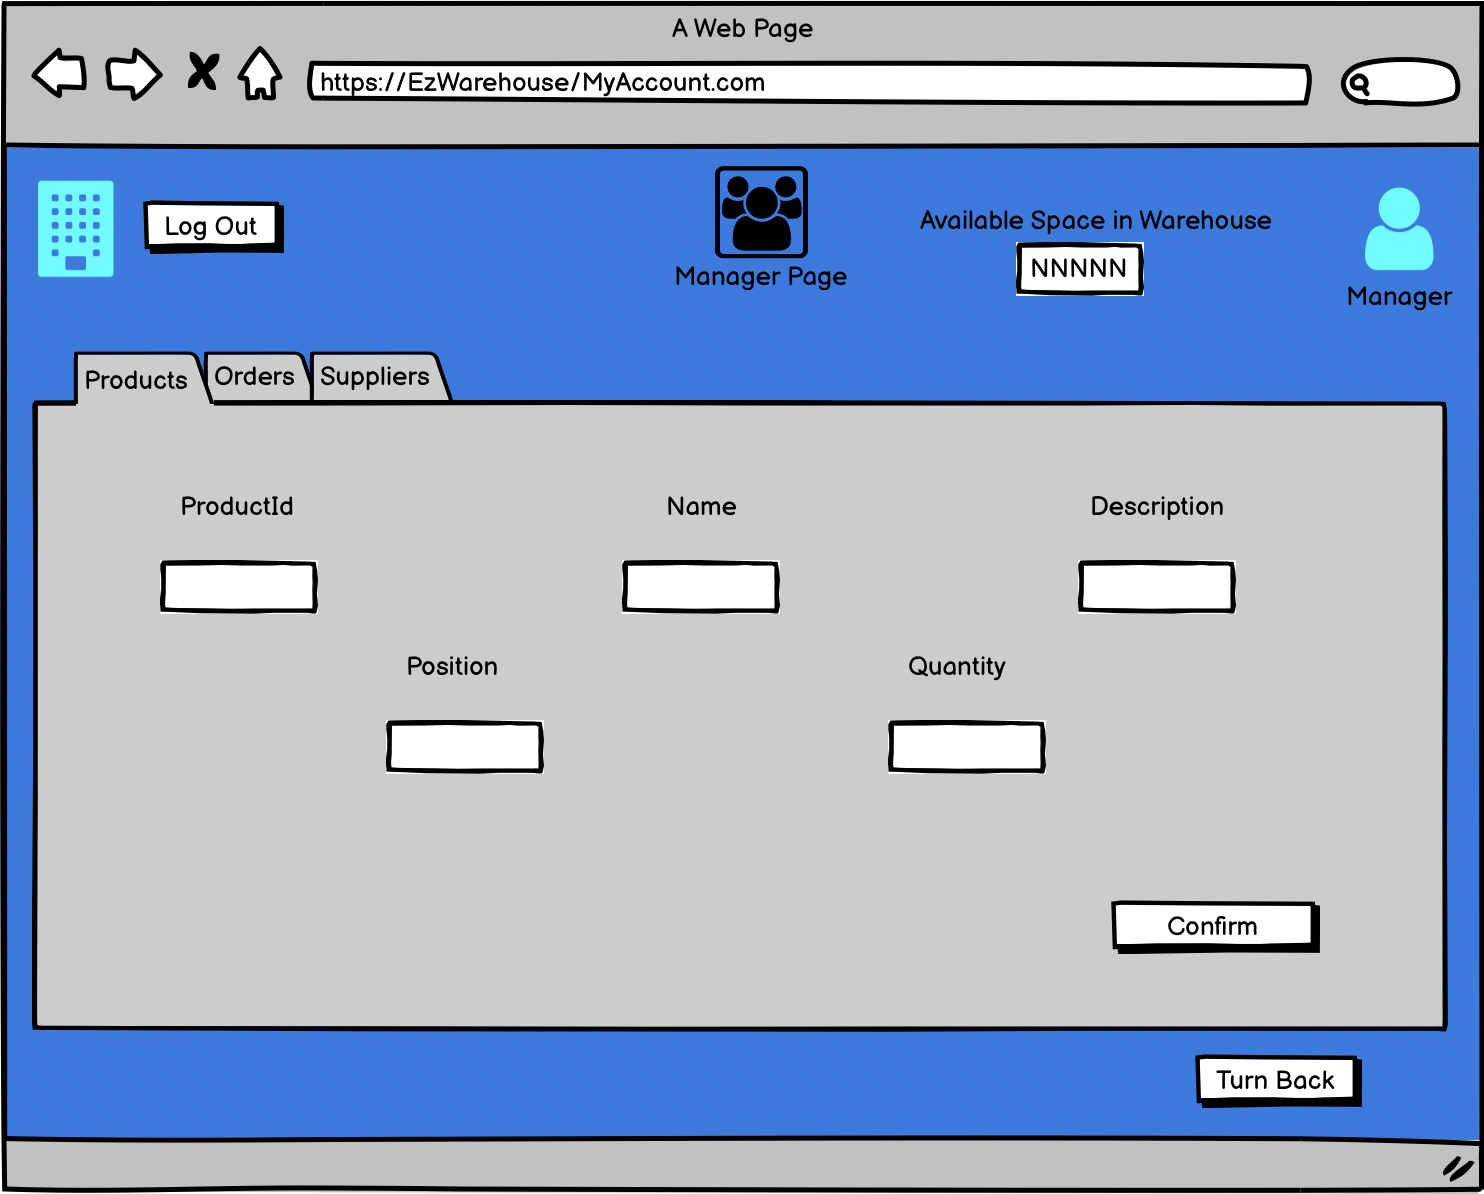 A Web Page
https://EzWarehouse/MyAccount.com
Log Out
Manager Page
Available Space in Warehouse
NNNNN
Manager
Products
Orders
Suppliers
ProductId
Name
Description
Position
Quantity
Confirm
Turn Back